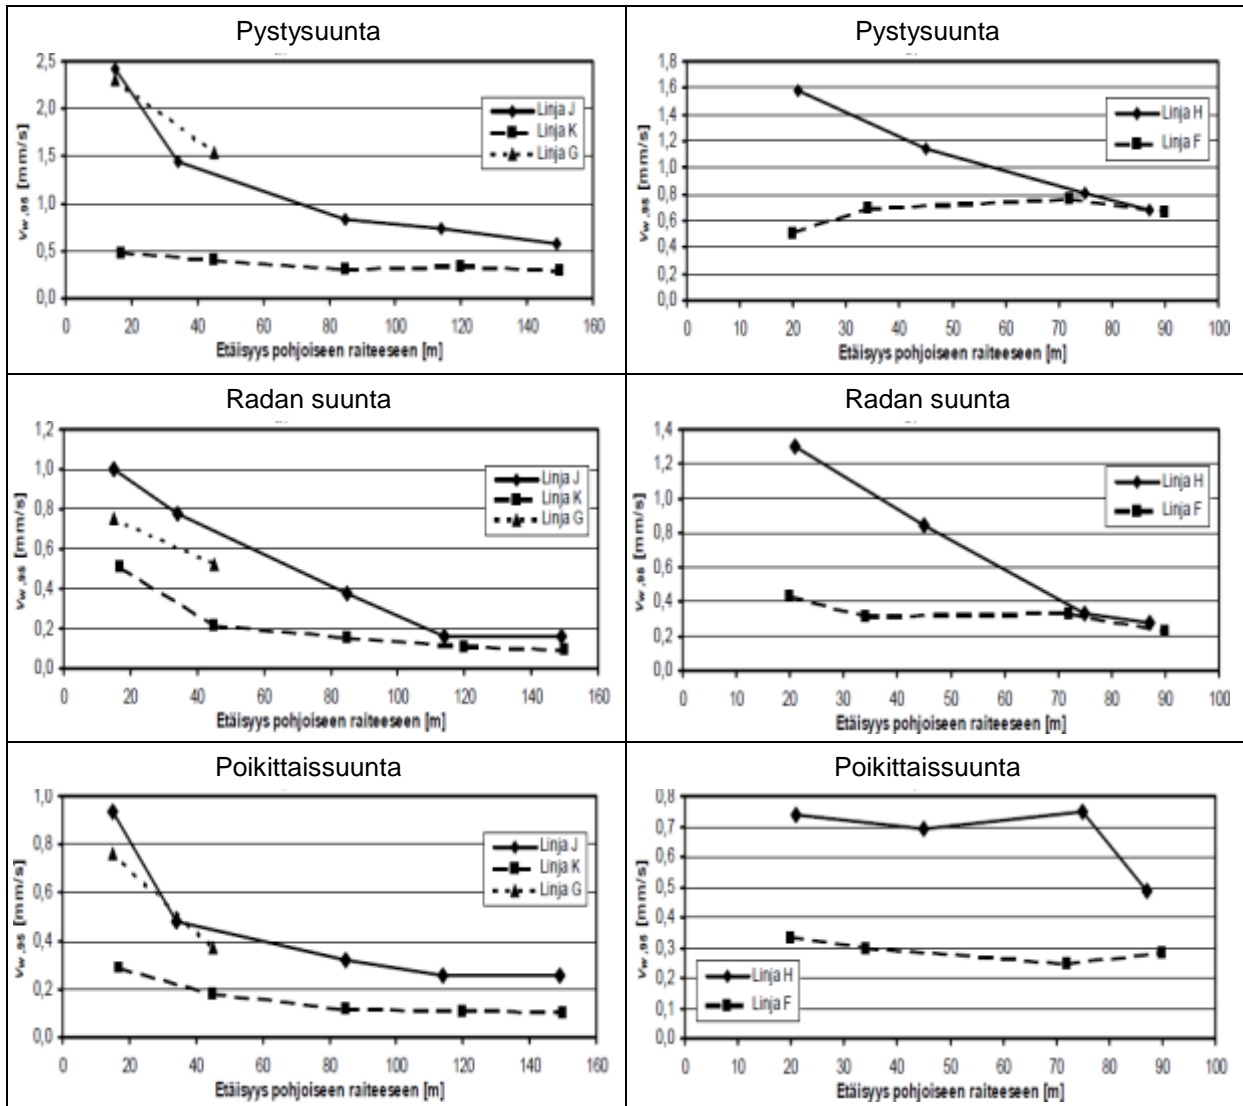 Pystysuunta
2,5
2,0
1,5
1,0
0,5
0,0
vw,95 [mm/s]
Linja J
Linja K
Linja G
0 20 40 60 80 100 120 140 160
Etäisyys pohjoiseen raiteeseen [m]
Pystysuunta
1,8
1,6
1,4
1,2
1,0
0,8
0,6
0,4
0,2
0,0
vw,95 [mm/s]
Linja H
Linja F
0 10 20 30 40 50 60 70 80 90 100
Etäisyys pohjoiseen raiteeseen [m]
Radan suunta
1,2
1,0
0,8
0,6
0,4
0,2
0,0
vw,95 [mm/s]
Linja J
Linja K
Linja G
0 20 40 60 80 100 120 140 160
Etäisyys pohjoiseen raiteeseen [m]
Radan suunta
1,4
1,2
1,0
0,8
0,6
0,4
0,2
0,0
vw,95 [mm/s]
Linja H
Linja F
0 10 20 30 40 50 60 70 80 90 100
Etäisyys pohjoiseen raiteeseen [m]
Poikittaissuunta
1,0
0,8
0,6
0,4
0,2
0,0
vw,95 [mm/s]
Linja J
Linja K
Linja G
0 20 40 60 80 100 120 140 160
Etäisyys pohjoiseen raiteeseen [m]
Poikittaissuunta
0,8
0,7
0,6
0,5
0,4
0,3
0,2
0,1
0,0
vw,95 [mm/s]
Linja H
Linja F
0 10 20 30 40 50 60 70 80 90 100
Etäisyys pohjoiseen raiteeseen [m]